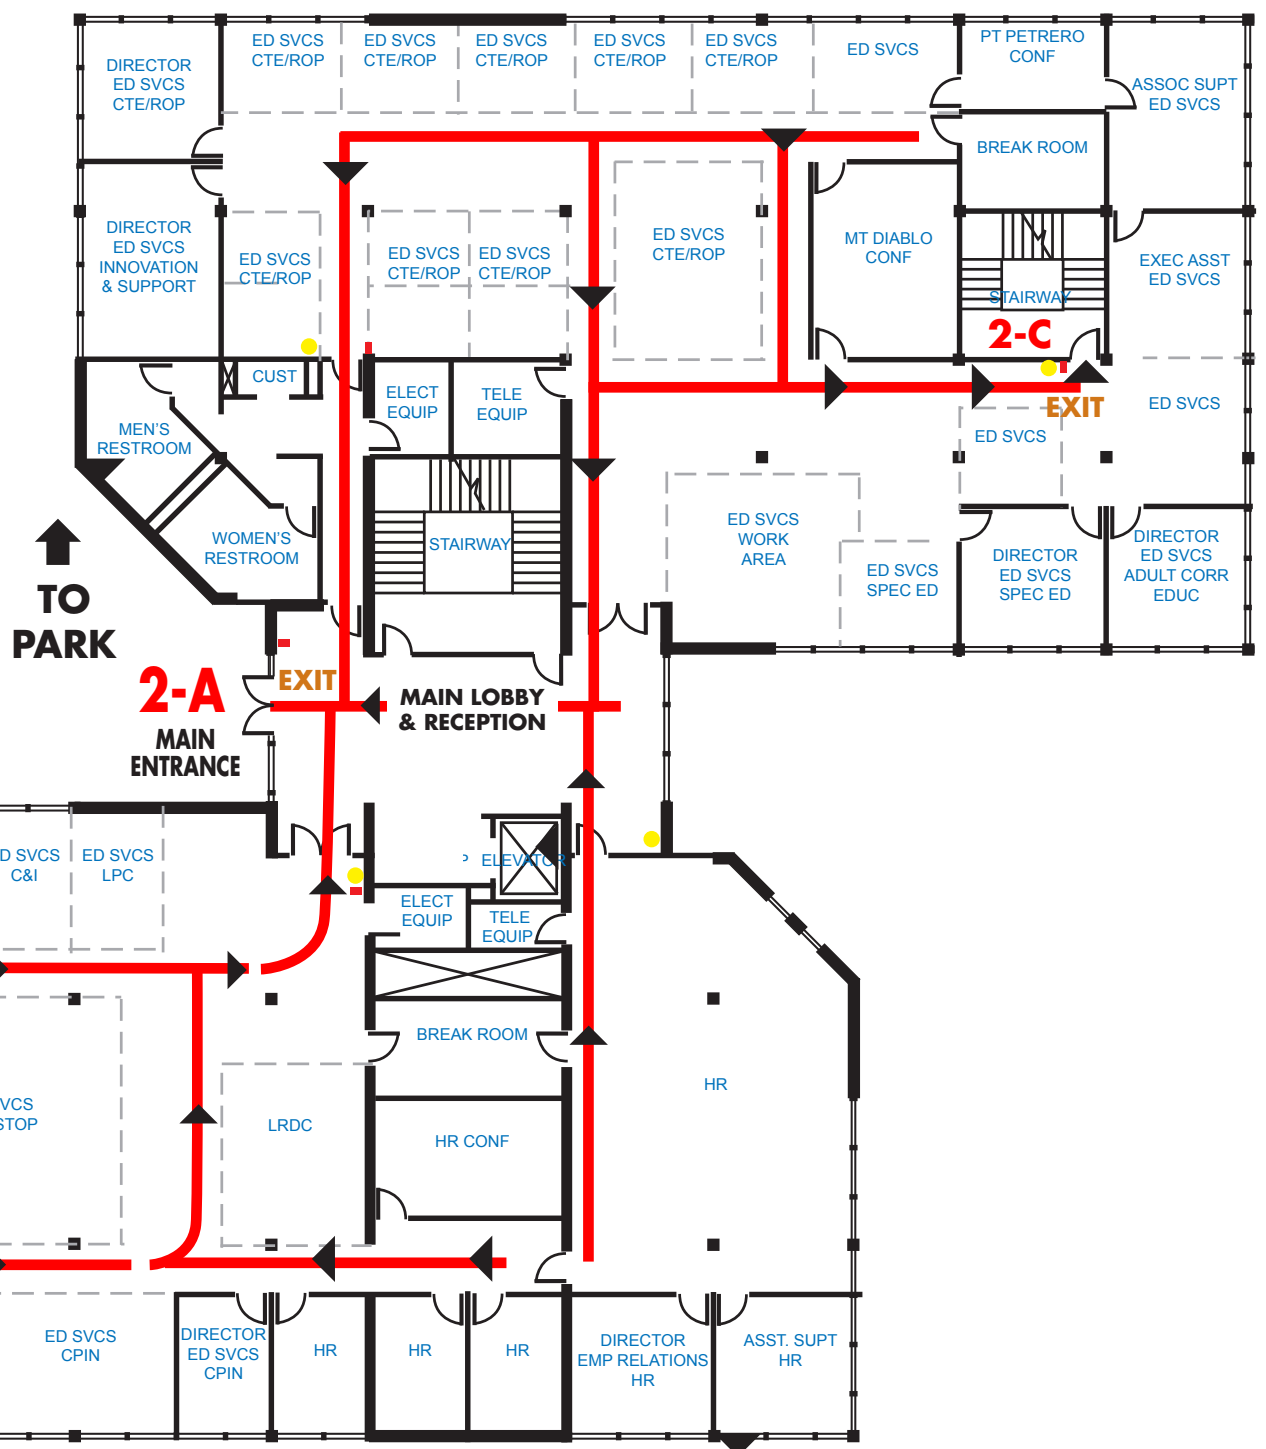 DIRECTOR
ED SVCS
CTE/ROP
ED SVCS
CTE/ROP
ED SVCS
CTE/ROP
ED SVCS
CTE/ROP
ED SVCS
CTE/ROP
ED SVCS
CTE/ROP
ED SVCS
PT PETRERO
CONF
ASSOC SUPT
ED SVCS
BREAK ROOM
DIRECTOR
ED SVCS
INNOVATION
& SUPPORT
ED SVCS
CTE/ROP
ED SVCS
CTE/ROP
ED SVCS
CTE/ROP
ED SVCS
CTE/ROP
MT DIABLO
CONF
EXEC ASST
ED SVCS
STAIRWAY
2-C
EXIT
CUST
ELECT
EQUIP
TELE
EQUIP
ED SVCS
ED SVCS
MEN'S
RESTROOM
WOMEN'S
RESTROOM
STAIRWAY
ED SVCS
WORK
AREA
ED SVCS
SPEC ED
DIRECTOR
ED SVCS
SPEC ED
DIRECTOR
ED SVCS
ADULT CORR
EDUC
TO
PARK
2-A
EXIT
MAIN
ENTRANCE
MAIN LOBBY
& RECEPTION
D SVCS
C&I
ED SVCS
LPC
P
ELEVATOR
ELECT
EQUIP
TELE
EQUIP
BREAK ROOM
HR
VCS
STOP
LRDC
HR CONF
ED SVCS
CPIN
DIRECTOR
ED SVCS
CPIN
HR
HR
HR
DIRECTOR
EMP RELATIONS
HR
ASST. SUPT
HR